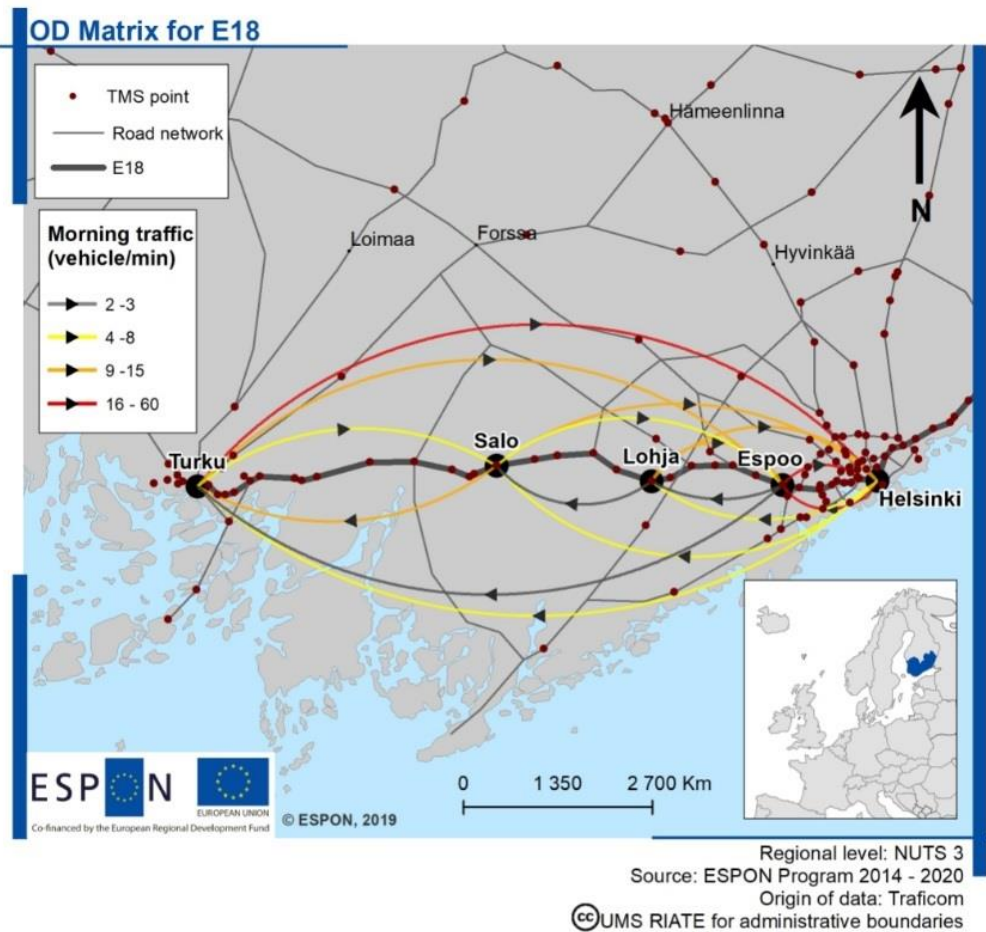 OD Matrix for E18
TMS point
Road network
E18
Morning traffic
(vehicle/min)
2 -3
4 -8
9 -15
16 - 60
Hämeenlinna
N
Loimaa
Forssa
Hyvinkää
Turku
Salo
Lohja
Espoo
Helsinki
ESPON
EUROPEAN UNION
Co-financed by the European Regional Development Fund
© ESPON, 2019
0 1 350 2 700 Km
Regional level: NUTS 3
Source: ESPON Program 2014 - 2020
Origin of data: Traficom
cc UMS RIATE for administrative boundaries